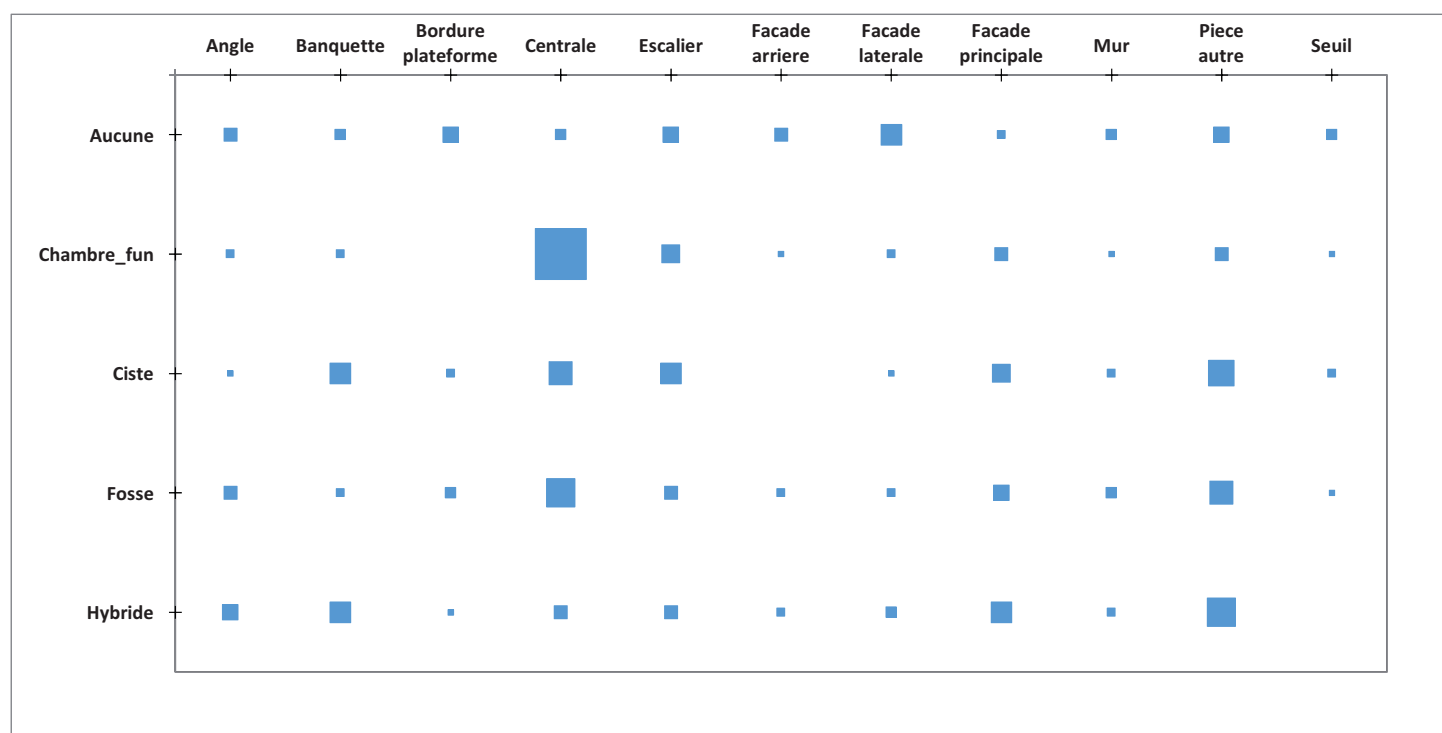 Angle Banquette Bordure plateforme Centrale Escalier Facade arriere Facade laterale Facade principale Mur Piece autre Seuil
Aucune
Chambre_fun
Ciste
Fosse
Hybride